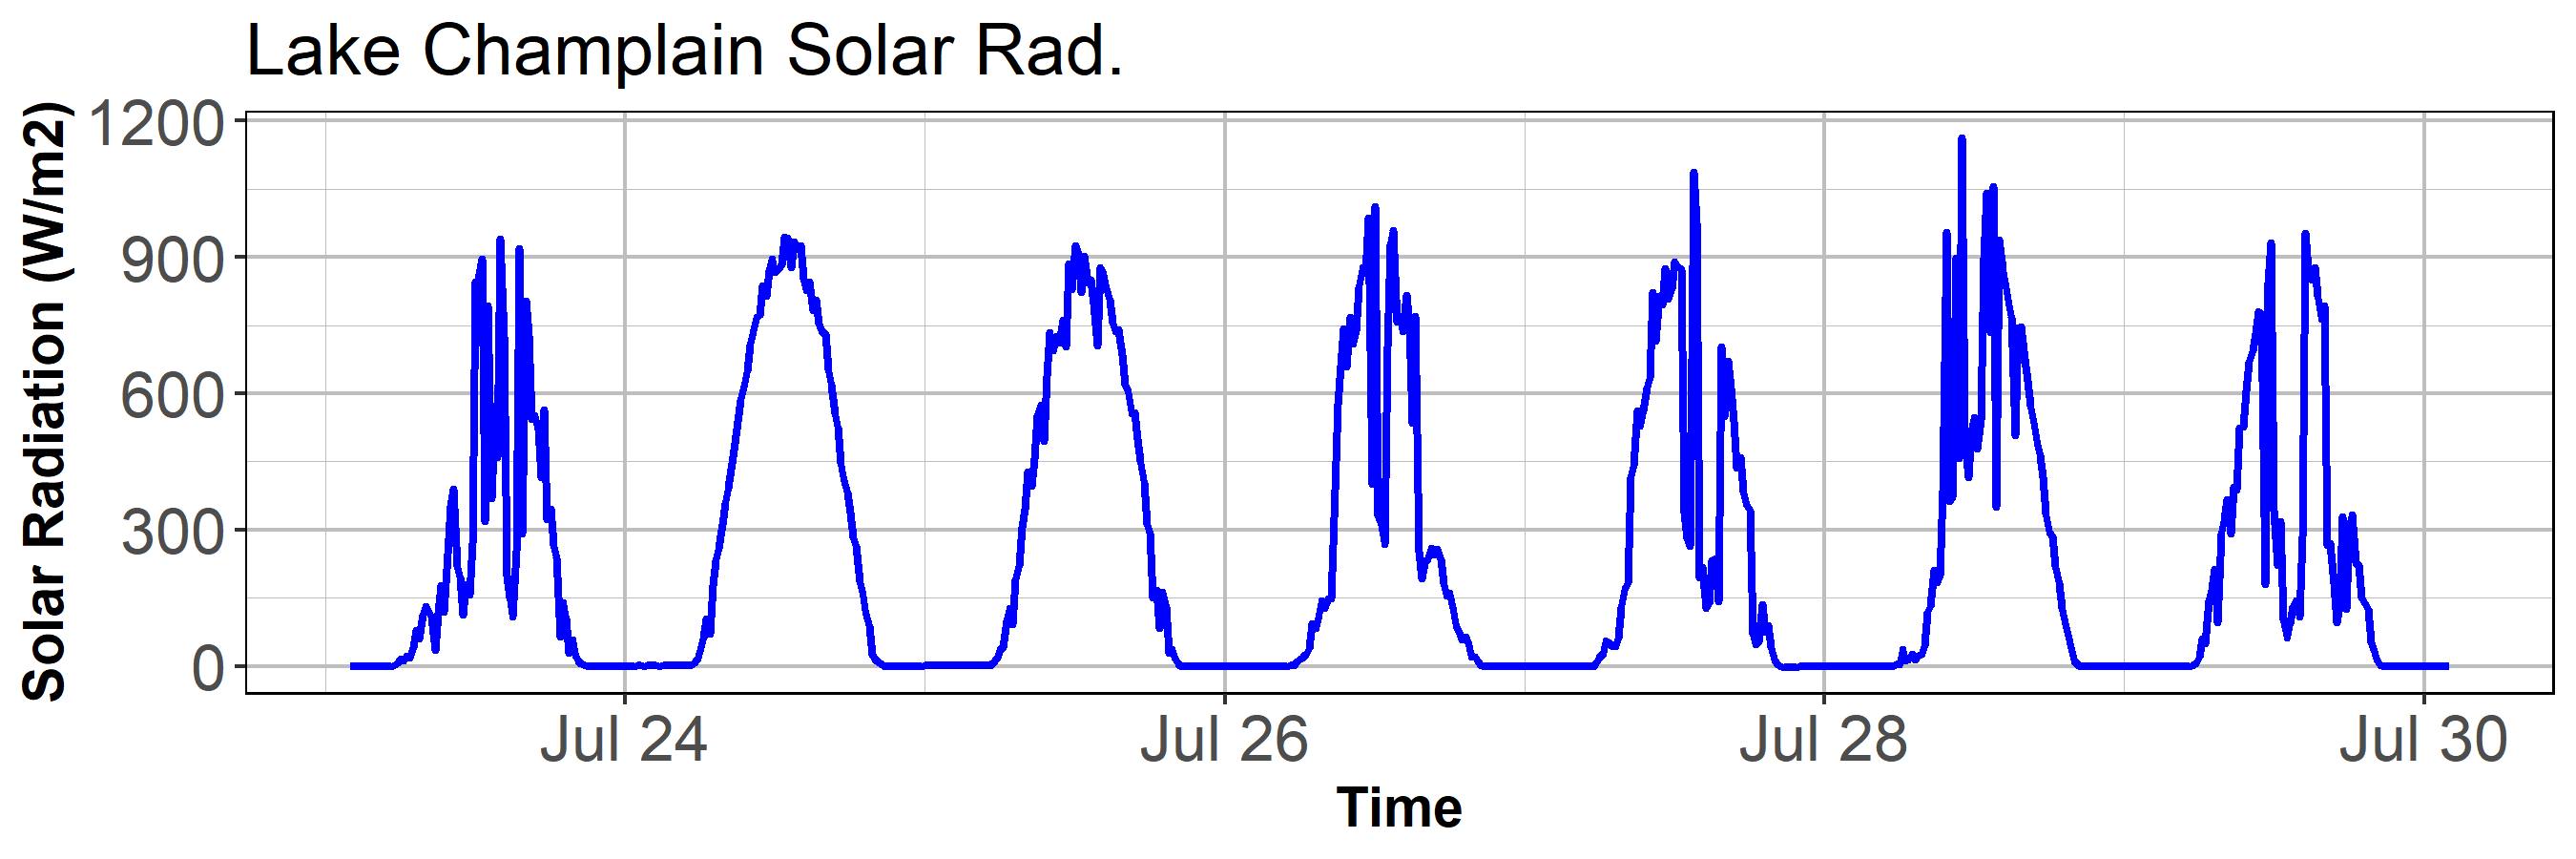 Lake Champlain Solar Rad.
Solar Radiation (W/m2)
1200
900
600
300
0
Jul 24
Jul 26
Jul 28
Jul 30
Time